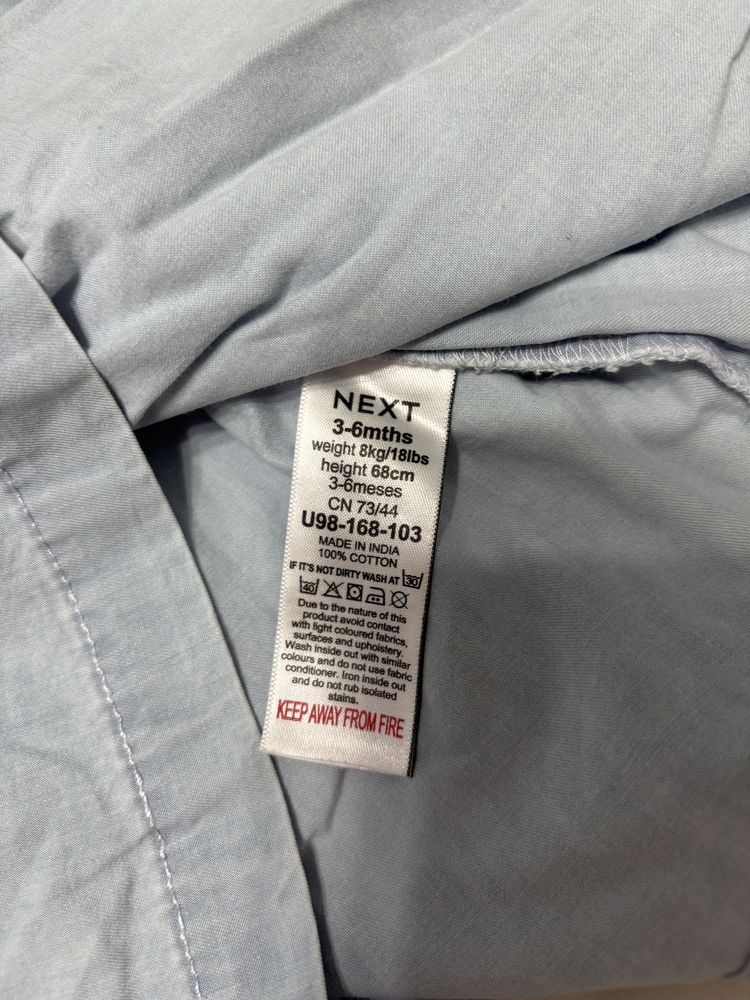 NEXT
3-6mths
weight 8kg/18lbs
height 68cm
3-6meses
CN 73/44
U98-168-103
MADE IN INDIA
100% COTTON
IF IT'S NOT DIRTY WASH AT 30
40
Due to the nature of this
product avoid contact
with light coloured fabrics,
surfaces and upholstery.
Wash inside out with similar
colours and do not use fabric
conditioner. Iron inside out
and do not rub isolated
stains.
KEEP AWAY FROM FIRE